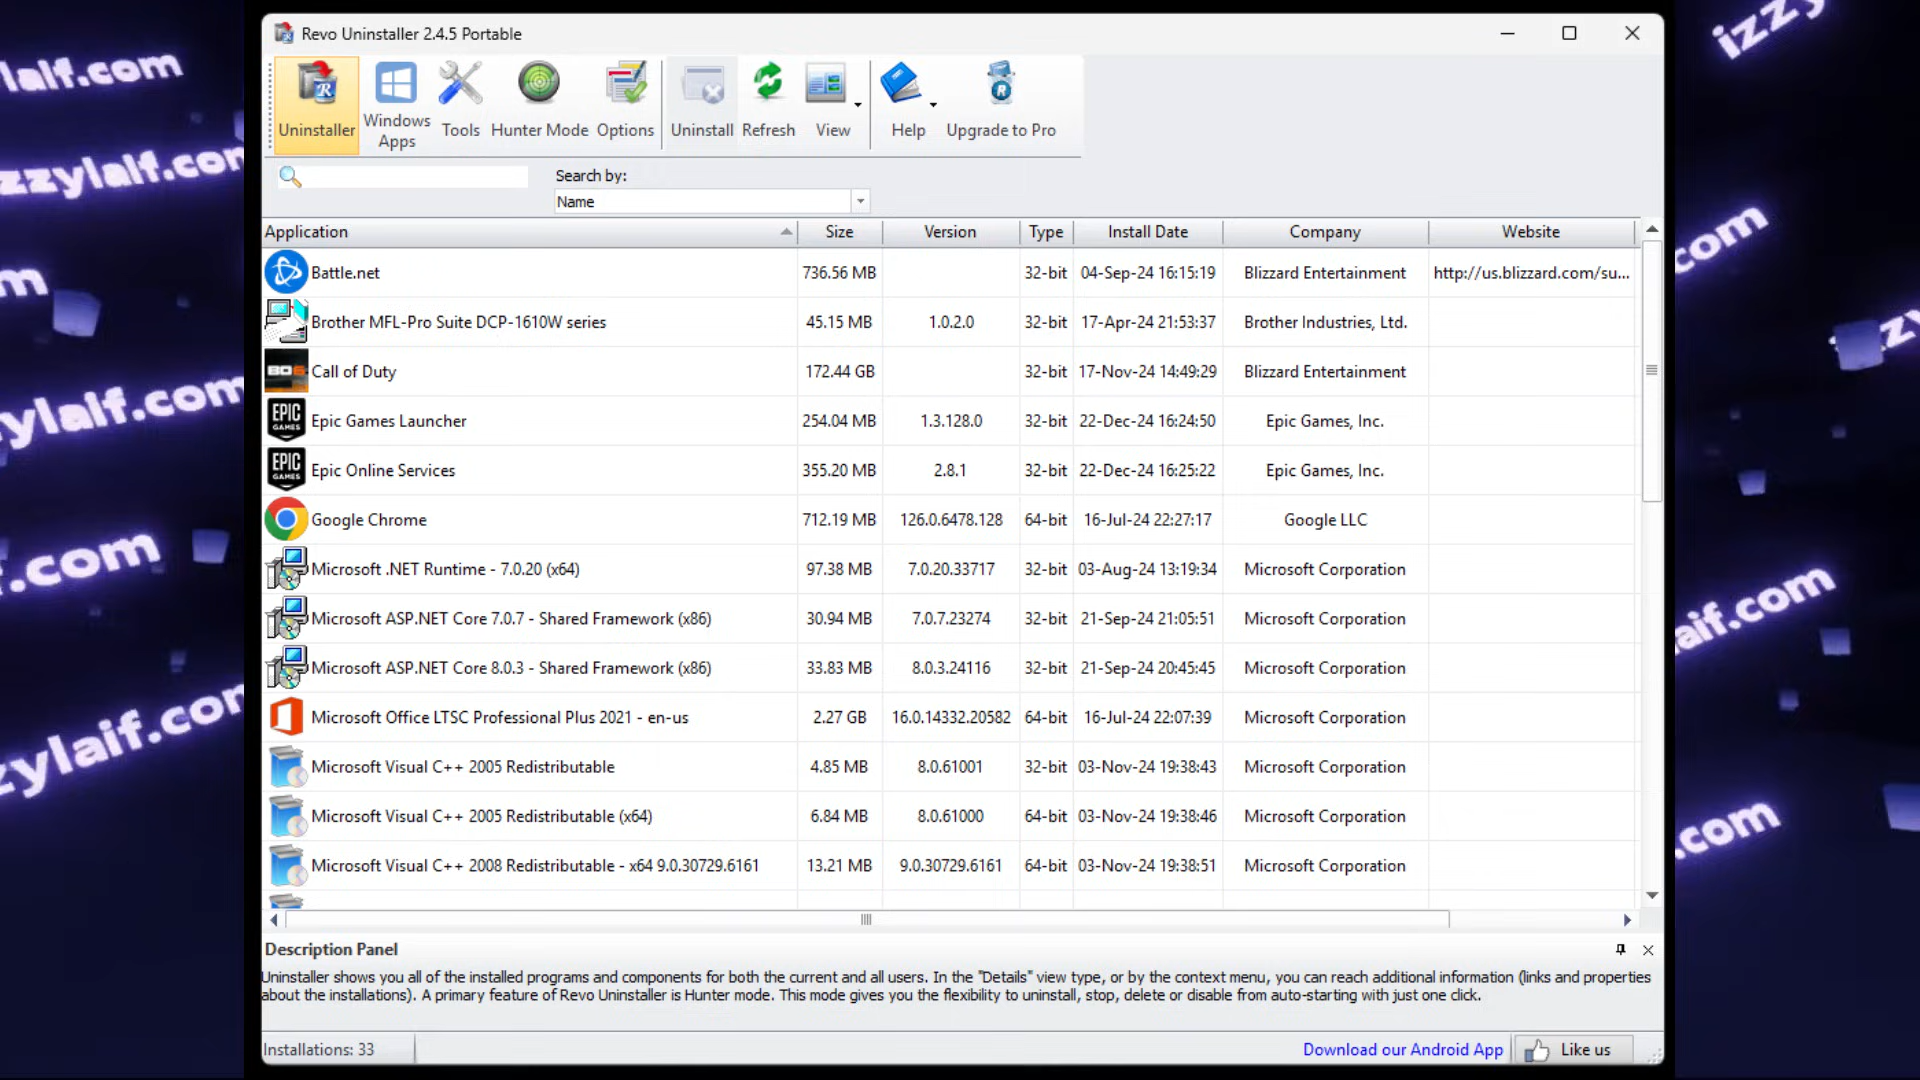 Revo Uninstaller 2.4.5 Portable
Uninstaller
Windows Apps
Tools
Hunter Mode
Options
Uninstall
Refresh
View
Help
Upgrade to Pro
Search by:
Name
Application Size Version Type Install Date Company Website
Battle.net 736.56 MB 32-bit 04-Sep-24 16:15:19 Blizzard Entertainment http://us.blizzard.com/su...
Brother MFL-Pro Suite DCP-1610W series 45.15 MB 1.0.2.0 32-bit 17-Apr-24 21:53:37 Brother Industries, Ltd.
BO6 Call of Duty 172.44 GB 32-bit 17-Nov-24 14:49:29 Blizzard Entertainment
EPIC GAMES Epic Games Launcher 254.04 MB 1.3.128.0 32-bit 22-Dec-24 16:24:50 Epic Games, Inc.
EPIC GAMES Epic Online Services 355.20 MB 2.8.1 32-bit 22-Dec-24 16:25:22 Epic Games, Inc.
Google Chrome 712.19 MB 126.0.6478.128 64-bit 16-Jul-24 22:27:17 Google LLC
Microsoft .NET Runtime - 7.0.20 (x64) 97.38 MB 7.0.20.33717 32-bit 03-Aug-24 13:19:34 Microsoft Corporation
Microsoft ASP.NET Core 7.0.7 - Shared Framework (x86) 30.94 MB 7.0.7.23274 32-bit 21-Sep-24 21:05:51 Microsoft Corporation
Microsoft ASP.NET Core 8.0.3 - Shared Framework (x86) 33.83 MB 8.0.3.24116 32-bit 21-Sep-24 20:45:45 Microsoft Corporation
Microsoft Office LTSC Professional Plus 2021 - en-us 2.27 GB 16.0.14332.20582 64-bit 16-Jul-24 22:07:39 Microsoft Corporation
Microsoft Visual C++ 2005 Redistributable 4.85 MB 8.0.61001 32-bit 03-Nov-24 19:38:43 Microsoft Corporation
Microsoft Visual C++ 2005 Redistributable (x64) 6.84 MB 8.0.61000 64-bit 03-Nov-24 19:38:46 Microsoft Corporation
Microsoft Visual C++ 2008 Redistributable - x64 9.0.30729.6161 13.21 MB 9.0.30729.6161 64-bit 03-Nov-24 19:38:51 Microsoft Corporation
Description Panel
Uninstaller shows you all of the installed programs and components for both the current and all users. In the "Details" view type, or by the context menu, you can reach additional information (links and properties
about the installations). A primary feature of Revo Uninstaller is Hunter mode. This mode gives you the flexibility to uninstall, stop, delete or disable from auto-starting with just one click.
Installations: 33
Download our Android App
Like us
laif.com
zzylaif.com
m
ylaif.com
f.com
zylaif.com
izzy
.com
zy
aif.com
.com